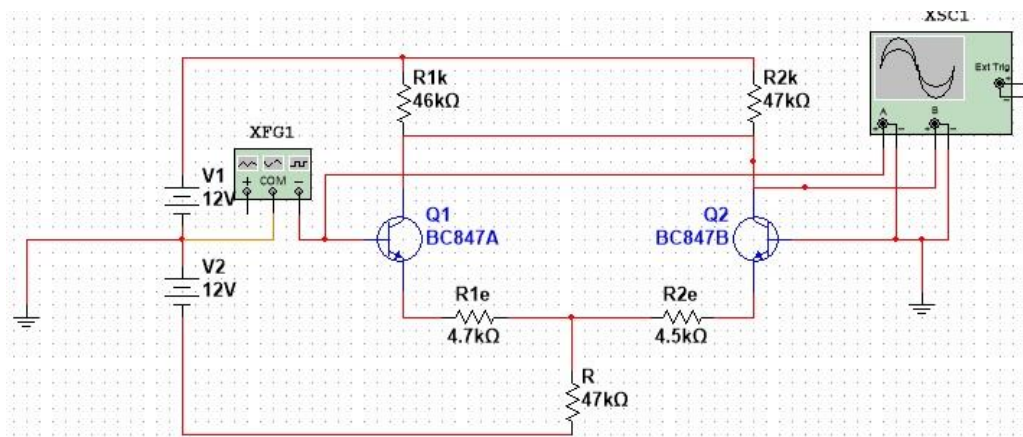 XSC1
Ext Trig
+
−
A
B
+
−
+
−
R1k
46kΩ
R2k
47kΩ
XFG1
+
COM
−
V1
12V
Q1
BC847A
Q2
BC847B
V2
12V
R1e
4.7kΩ
R2e
4.5kΩ
R
47kΩ